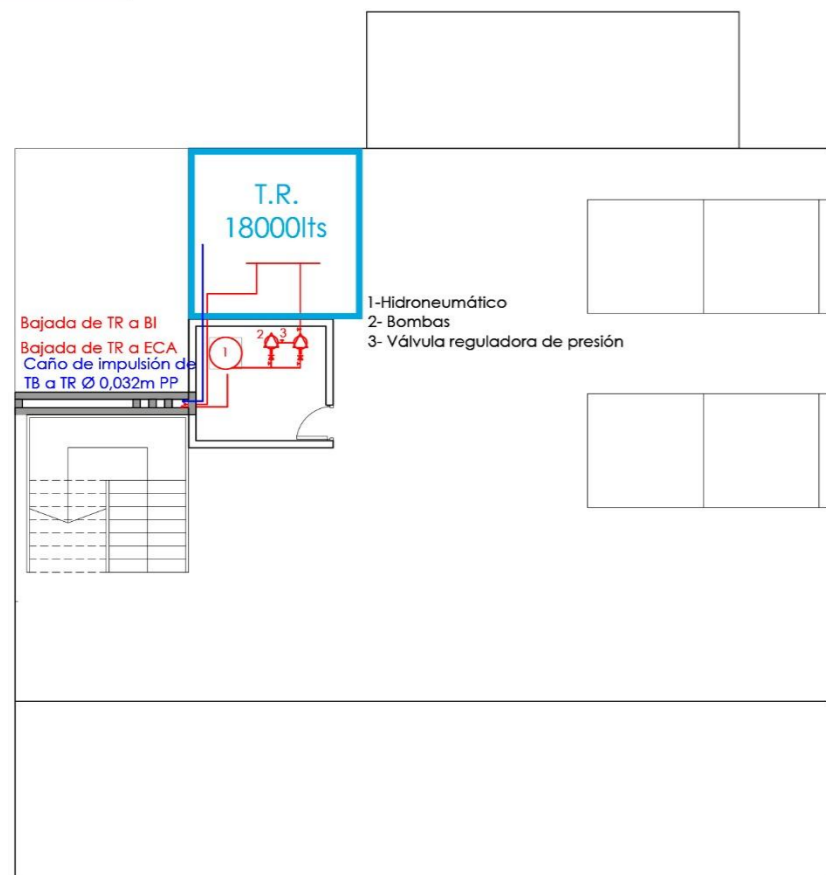 T.R.
18000lts
1-Hidroneumático
2- Bombas
3- Válvula reguladora de presión
Bajada de TR a BI
Bajada de TR a ECA
Caño de impulsión de
TB a TR Ø 0,032m PP
2
3
1